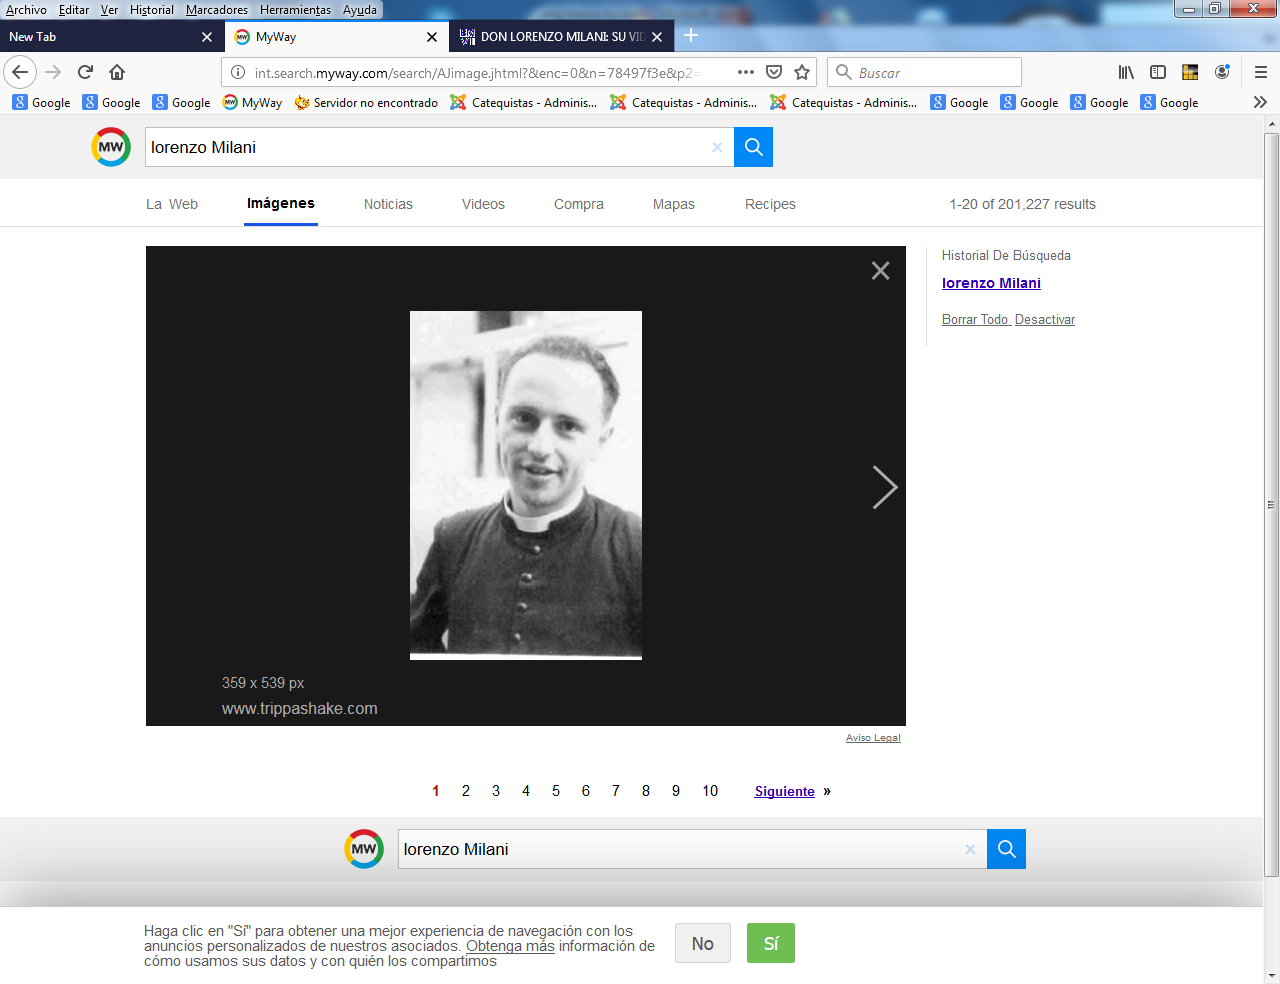 Archivo Editar Ver Historial Marcadores Herramientas Ayuda
New Tab
MyWay
DON LORENZO MILANI: SU VID
int.search.myway.com/search/AJimage.jhtml?&enc=0&n=78497f3e&p2=
Buscar
Google Google Google MyWay Servidor no encontrado Catequistas - Adminis... Catequistas - Adminis... Catequistas - Adminis... Google Google Google Google
MW
lorenzo Milani
La Web Imágenes Noticias Videos Compra Mapas Recipes 1-20 of 201,227 results
Historial De Búsqueda
lorenzo Milani
Borrar Todo Desactivar
359 x 539 px
www.trippashake.com
Aviso Legal
1 2 3 4 5 6 7 8 9 10 Siguiente »
MW
lorenzo Milani
Haga clic en "Sí" para obtener una mejor experiencia de navegación con los
anuncios personalizados de nuestros asociados. Obtenga más información de
cómo usamos sus datos y con quién los compartimos
No
Sí